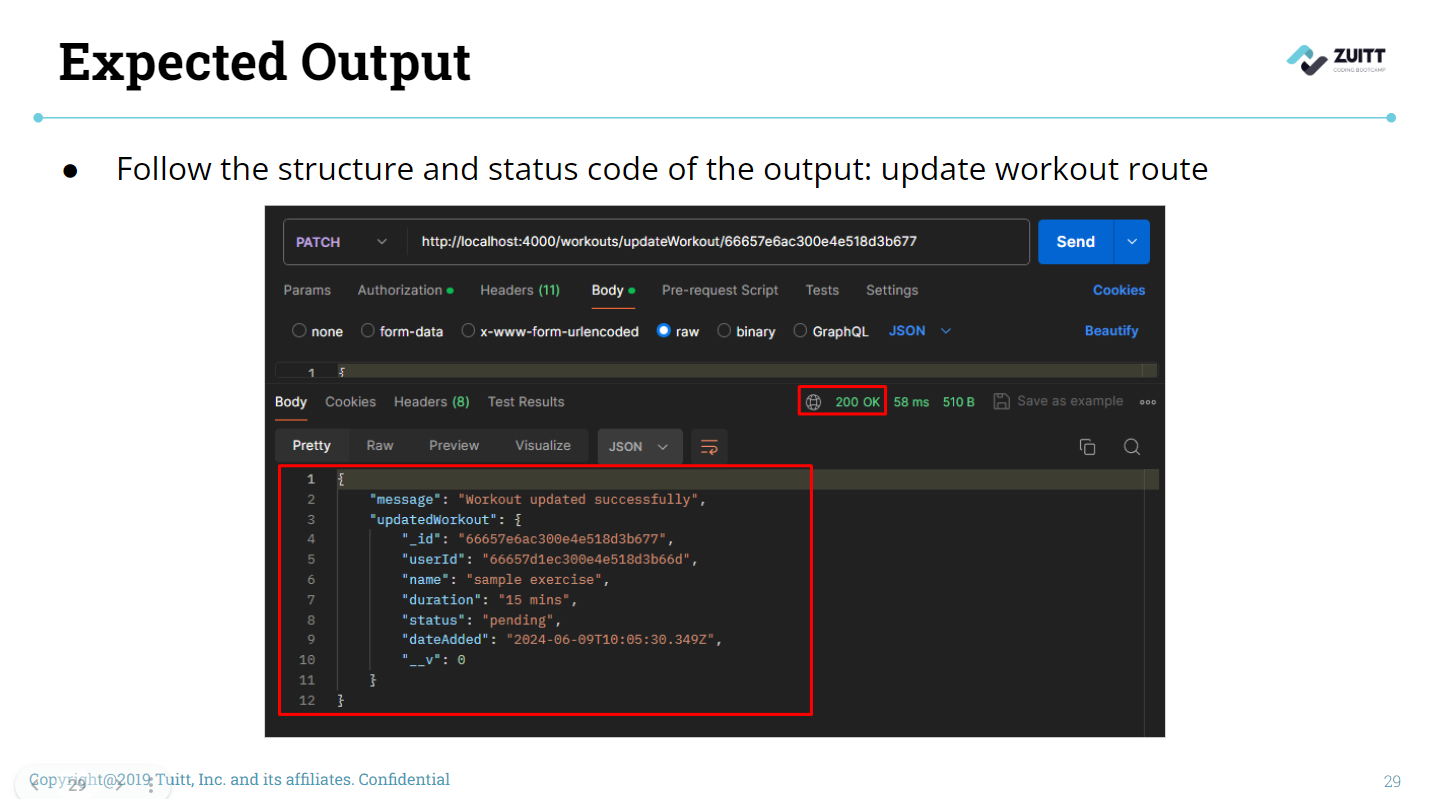 Expected Output
ZUITT
CODING BOOTCAMP
● Follow the structure and status code of the output: update workout route
PATCH http://localhost:4000/workouts/updateWorkout/66657e6ac300e4e518d3b677 Send
Params Authorization Headers (11) Body Pre-request Script Tests Settings Cookies
none form-data x-www-form-urlencoded raw binary GraphQL JSON Beautify
1 {
Body Cookies Headers (8) Test Results 200 OK 58 ms 510 B Save as example
Pretty Raw Preview Visualize JSON
1 {
2 "message": "Workout updated successfully",
3 "updatedWorkout": {
4 "_id": "66657e6ac300e4e518d3b677",
5 "userId": "66657d1ec300e4e518d3b66d",
6 "name": "sample exercise",
7 "duration": "15 mins",
8 "status": "pending",
9 "dateAdded": "2024-06-09T10:05:30.349Z",
10 "__v": 0
11 }
12 }
Copyright@2019 Tuitt, Inc. and its affiliates. Confidential
29
29